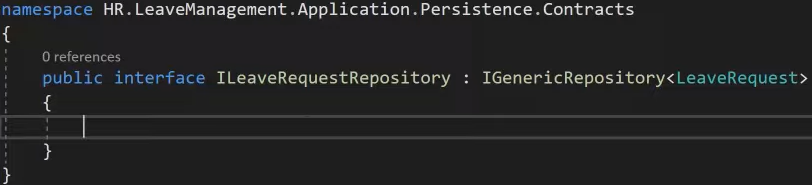 namespace HR.LeaveManagement.Application.Persistence.Contracts
{
0 references
public interface ILeaveRequestRepository : IGenericRepository<LeaveRequest>
{
}
}